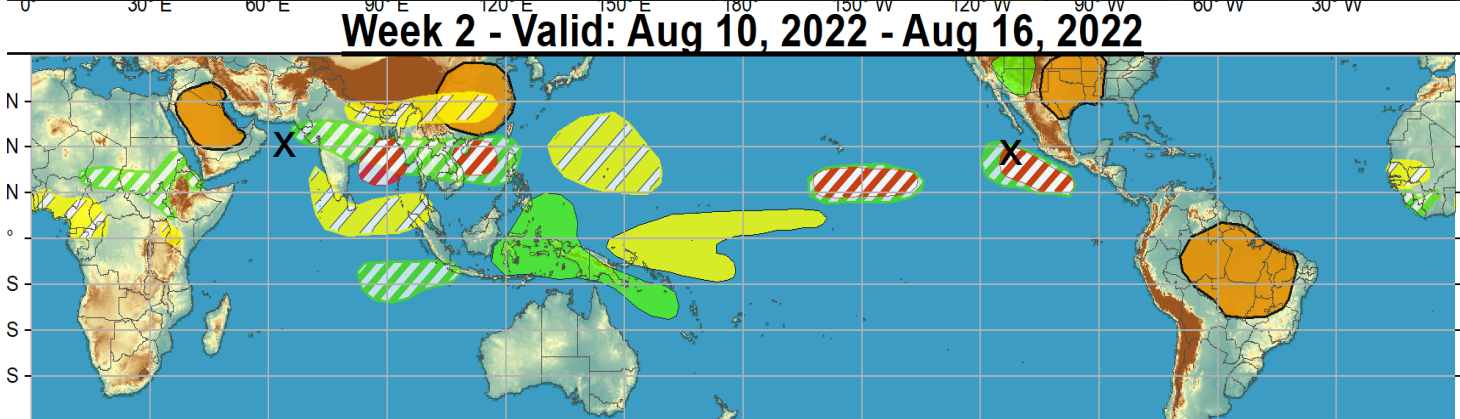 0° 30° E 60° E 90° E 120° E 150° E 180° 150° W 120° W 90° W 60° W 30° W
Week 2 - Valid: Aug 10, 2022 - Aug 16, 2022
N
N
X X
N
°
S
S
S